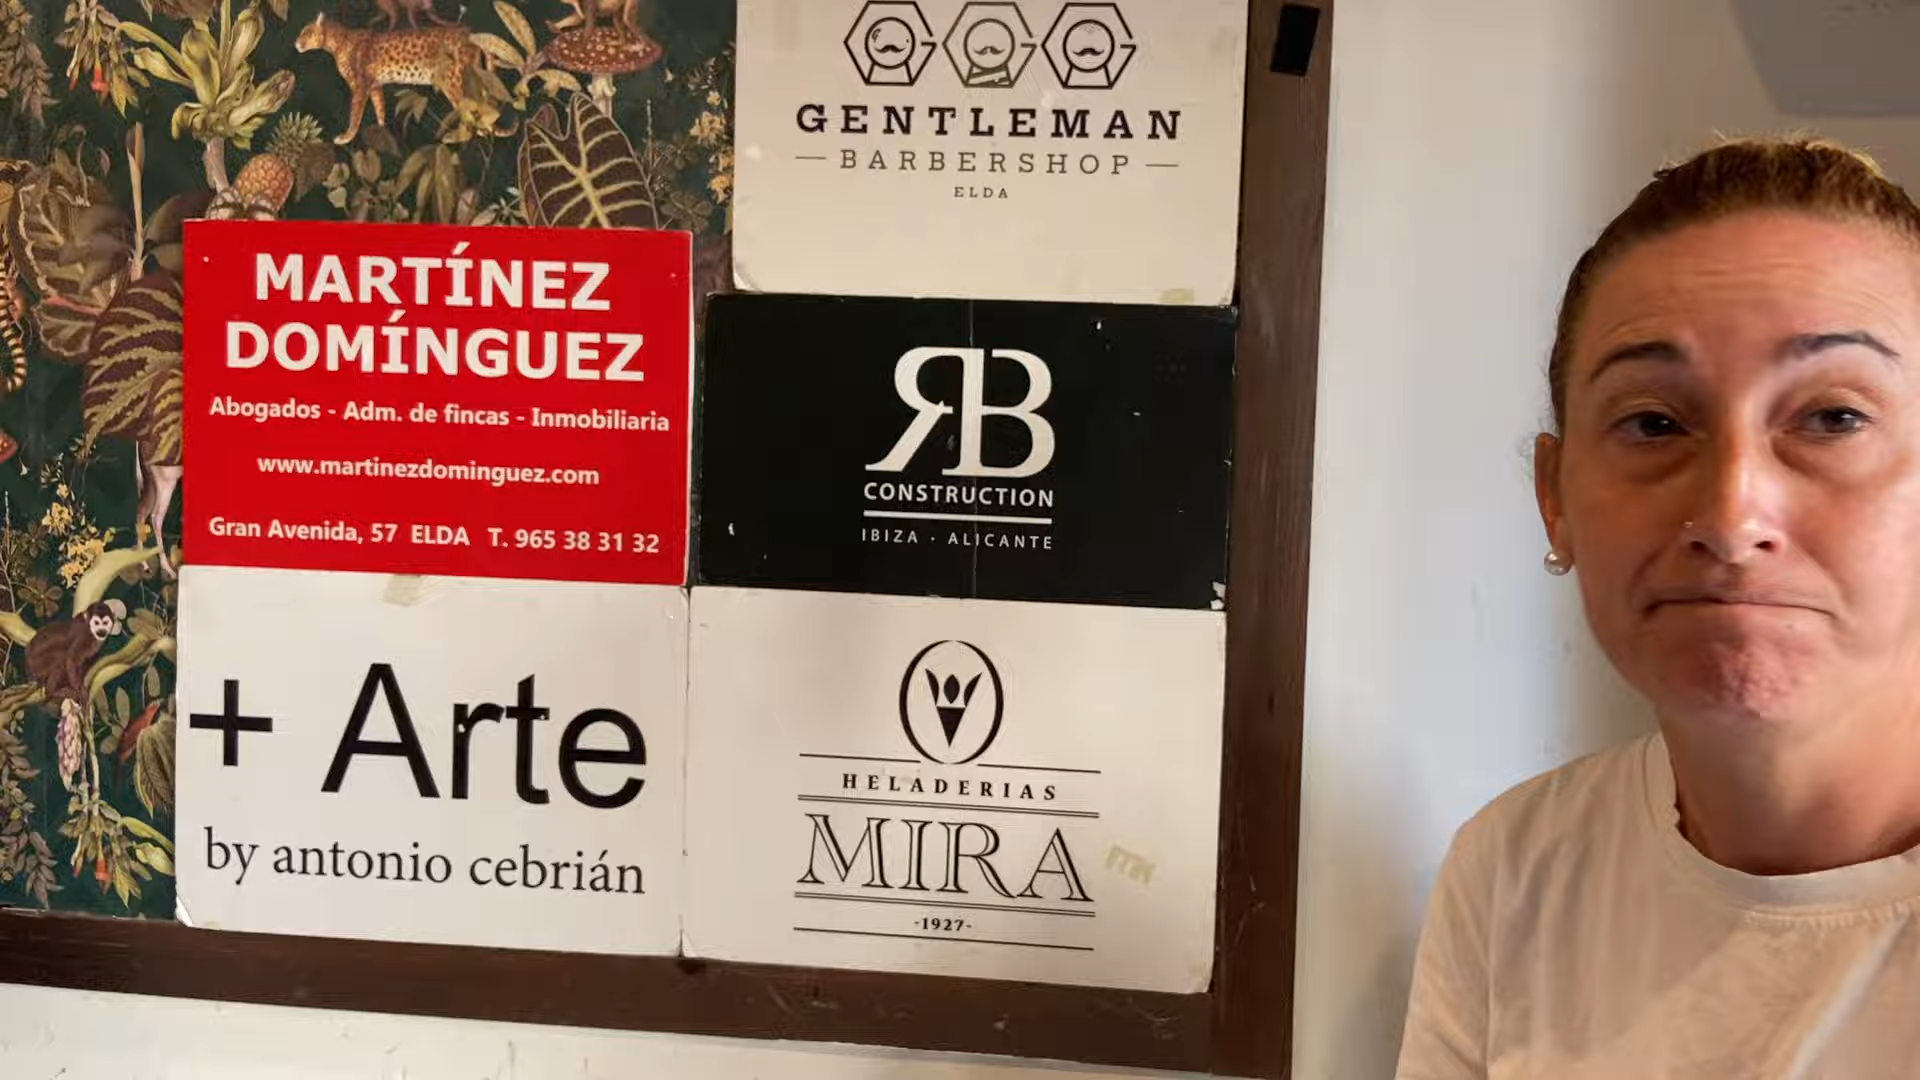 GENTLEMAN
BARBERSHOP
ELDA
MARTÍNEZ
DOMÍNGUEZ
Abogados - Adm. de fincas - Inmobiliaria
www.martinezdominguez.com
Gran Avenida, 57 ELDA T. 965 38 31 32
RB
CONSTRUCTION
IBIZA · ALICANTE
+ Arte
by antonio cebrián
HELADERIAS
MIRA
-1927-